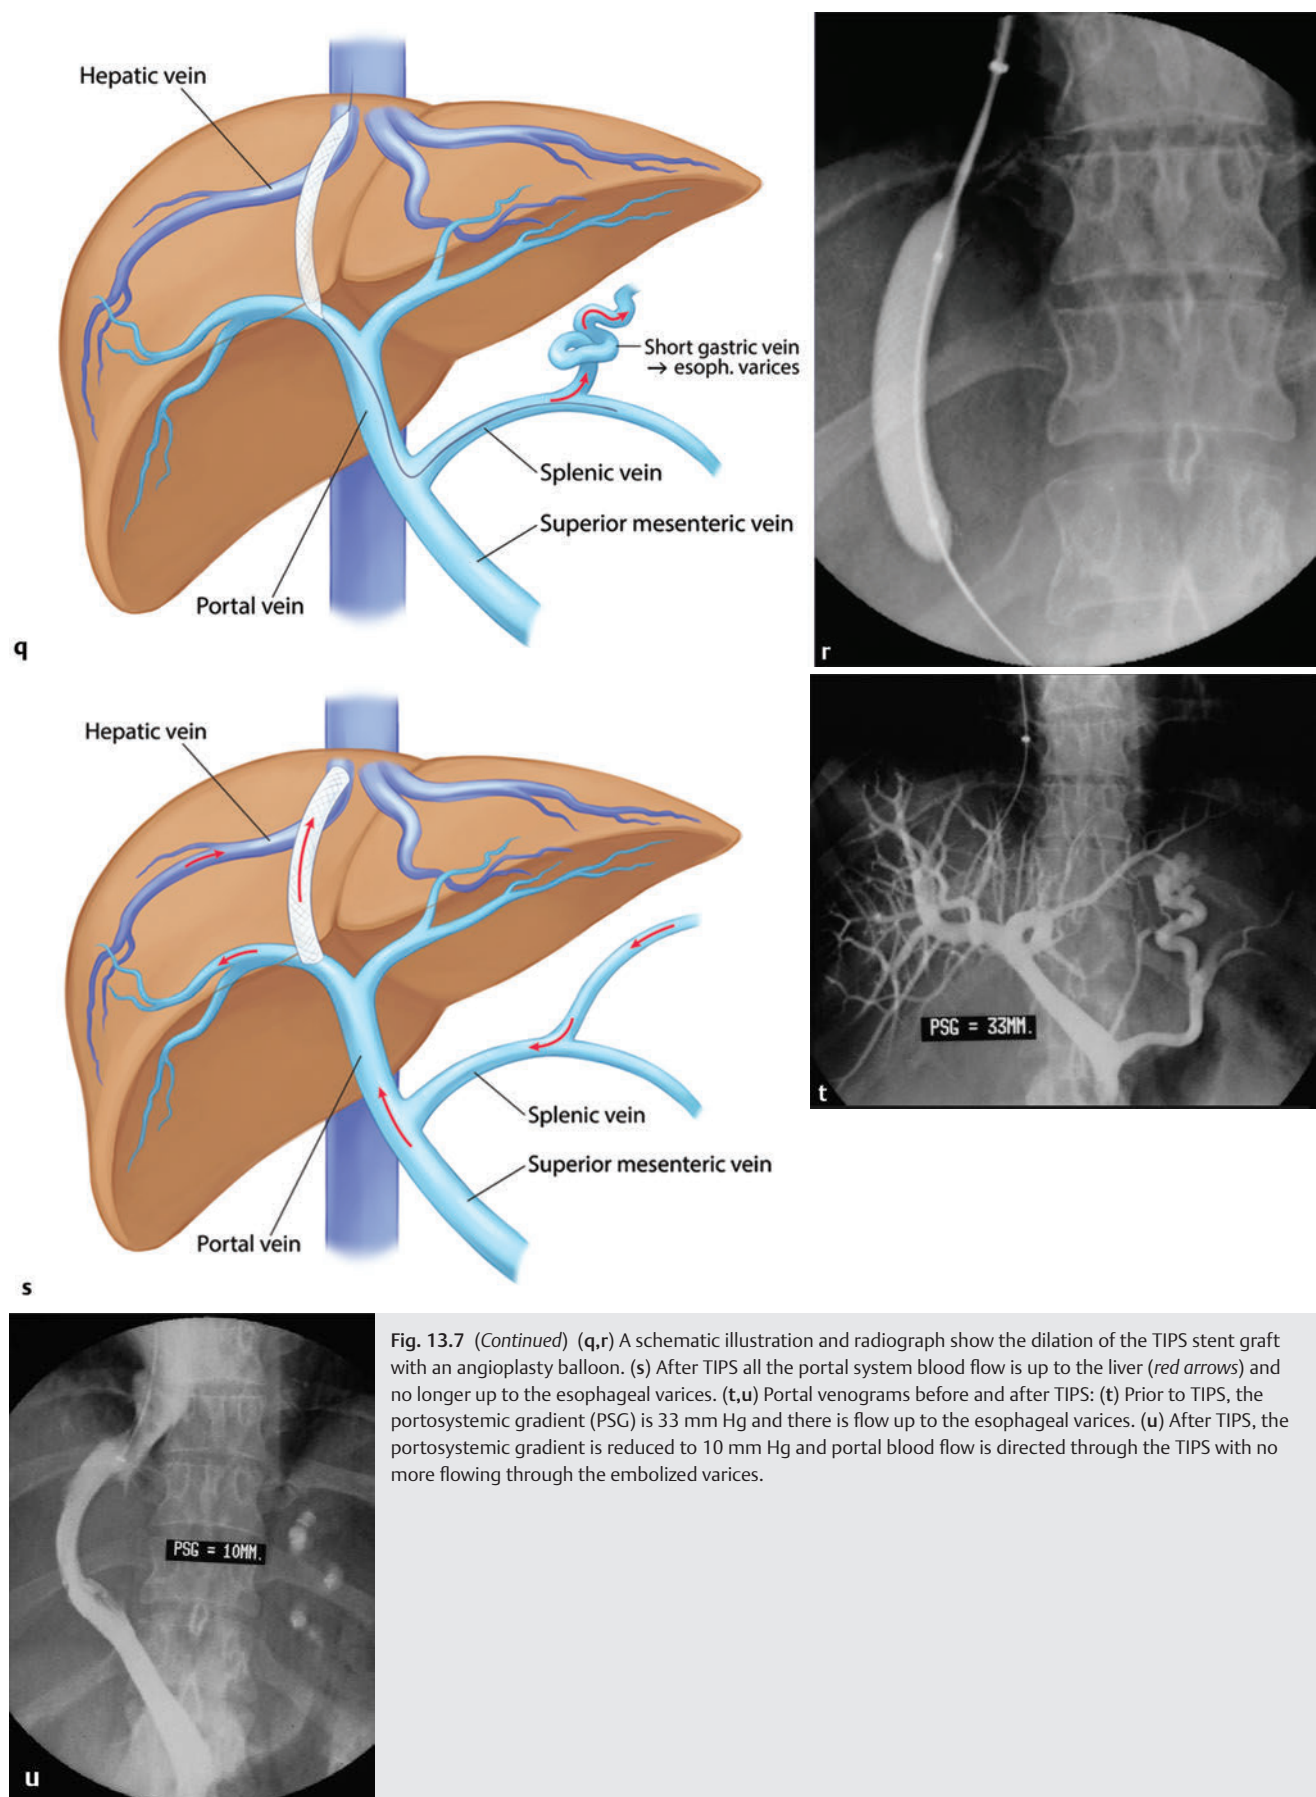 Hepatic vein
Short gastric vein
→ esoph. varices
Splenic vein
Superior mesenteric vein
Portal vein
q
r
Hepatic vein
Splenic vein
Superior mesenteric vein
Portal vein
s
PSG = 33MM.
t
PSG = 10MM.
u
Fig. 13.7 (Continued) (q,r) A schematic illustration and radiograph show the dilation of the TIPS stent graft
with an angioplasty balloon. (s) After TIPS all the portal system blood flow is up to the liver (red arrows) and
no longer up to the esophageal varices. (t,u) Portal venograms before and after TIPS: (t) Prior to TIPS, the
portosystemic gradient (PSG) is 33 mm Hg and there is flow up to the esophageal varices. (u) After TIPS, the
portosystemic gradient is reduced to 10 mm Hg and portal blood flow is directed through the TIPS with no
more flowing through the embolized varices.